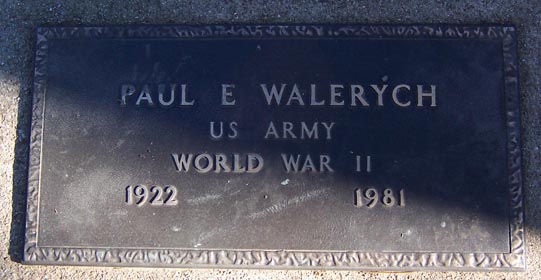 PAUL E WALERYCH
US ARMY
WORLD WAR II
1922 1981